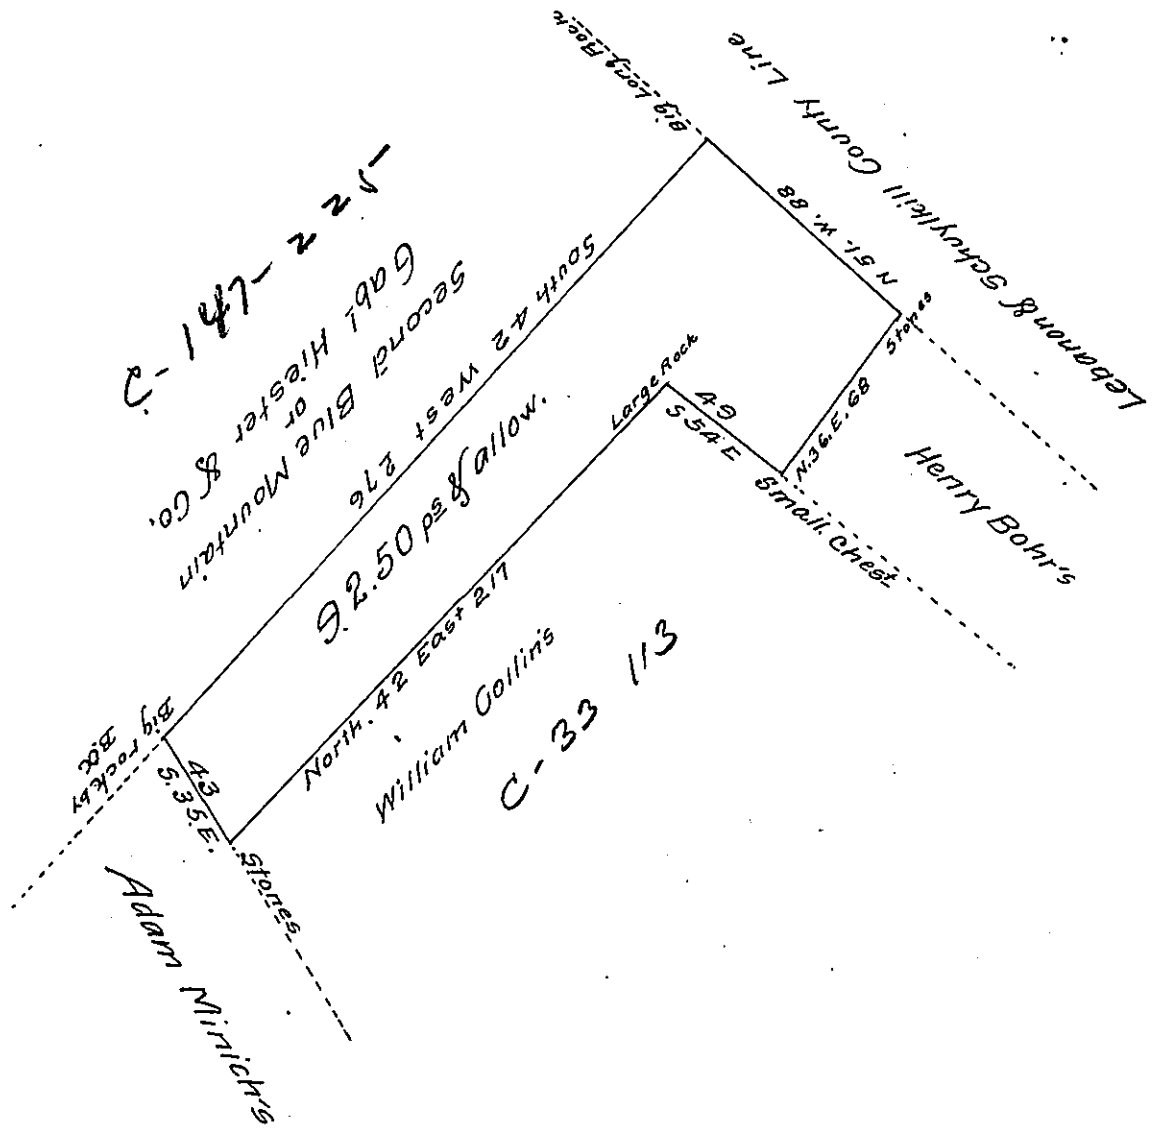 Big Long Rock
Lebanon & Schuylkill County Line
N 51. W. 88
Stones
C-147-225
Gabl Hiester & Co.
or
Second Blue Mountain
South 42 West 276
Large Rock
49
S 54 E
N. 36. E. 68
Small Chest
Henry Bohr's
92.50 ps & allow.
North. 42 East 217
William Collin's
C-33 113
Big rock by
43
S. 35. E.
Stones
Adam Minich's